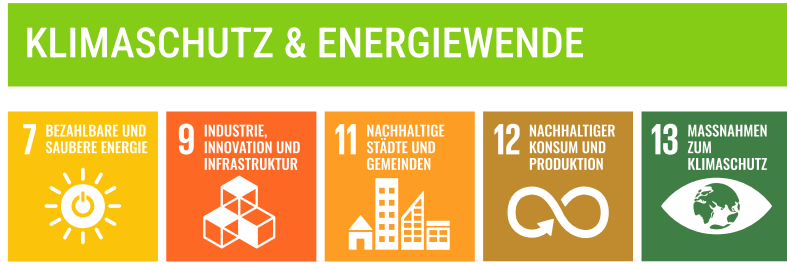 KLIMASCHUTZ & ENERGIEWENDE
7 BEZAHLBARE UND
SAUBERE ENERGIE
9 INDUSTRIE,
INNOVATION UND
INFRASTRUKTUR
11 NACHHALTIGE
STÄDTE UND
GEMEINDEN
12 NACHHALTIGER
KONSUM UND
PRODUKTION
13 MASSNAHMEN
ZUM
KLIMASCHUTZ